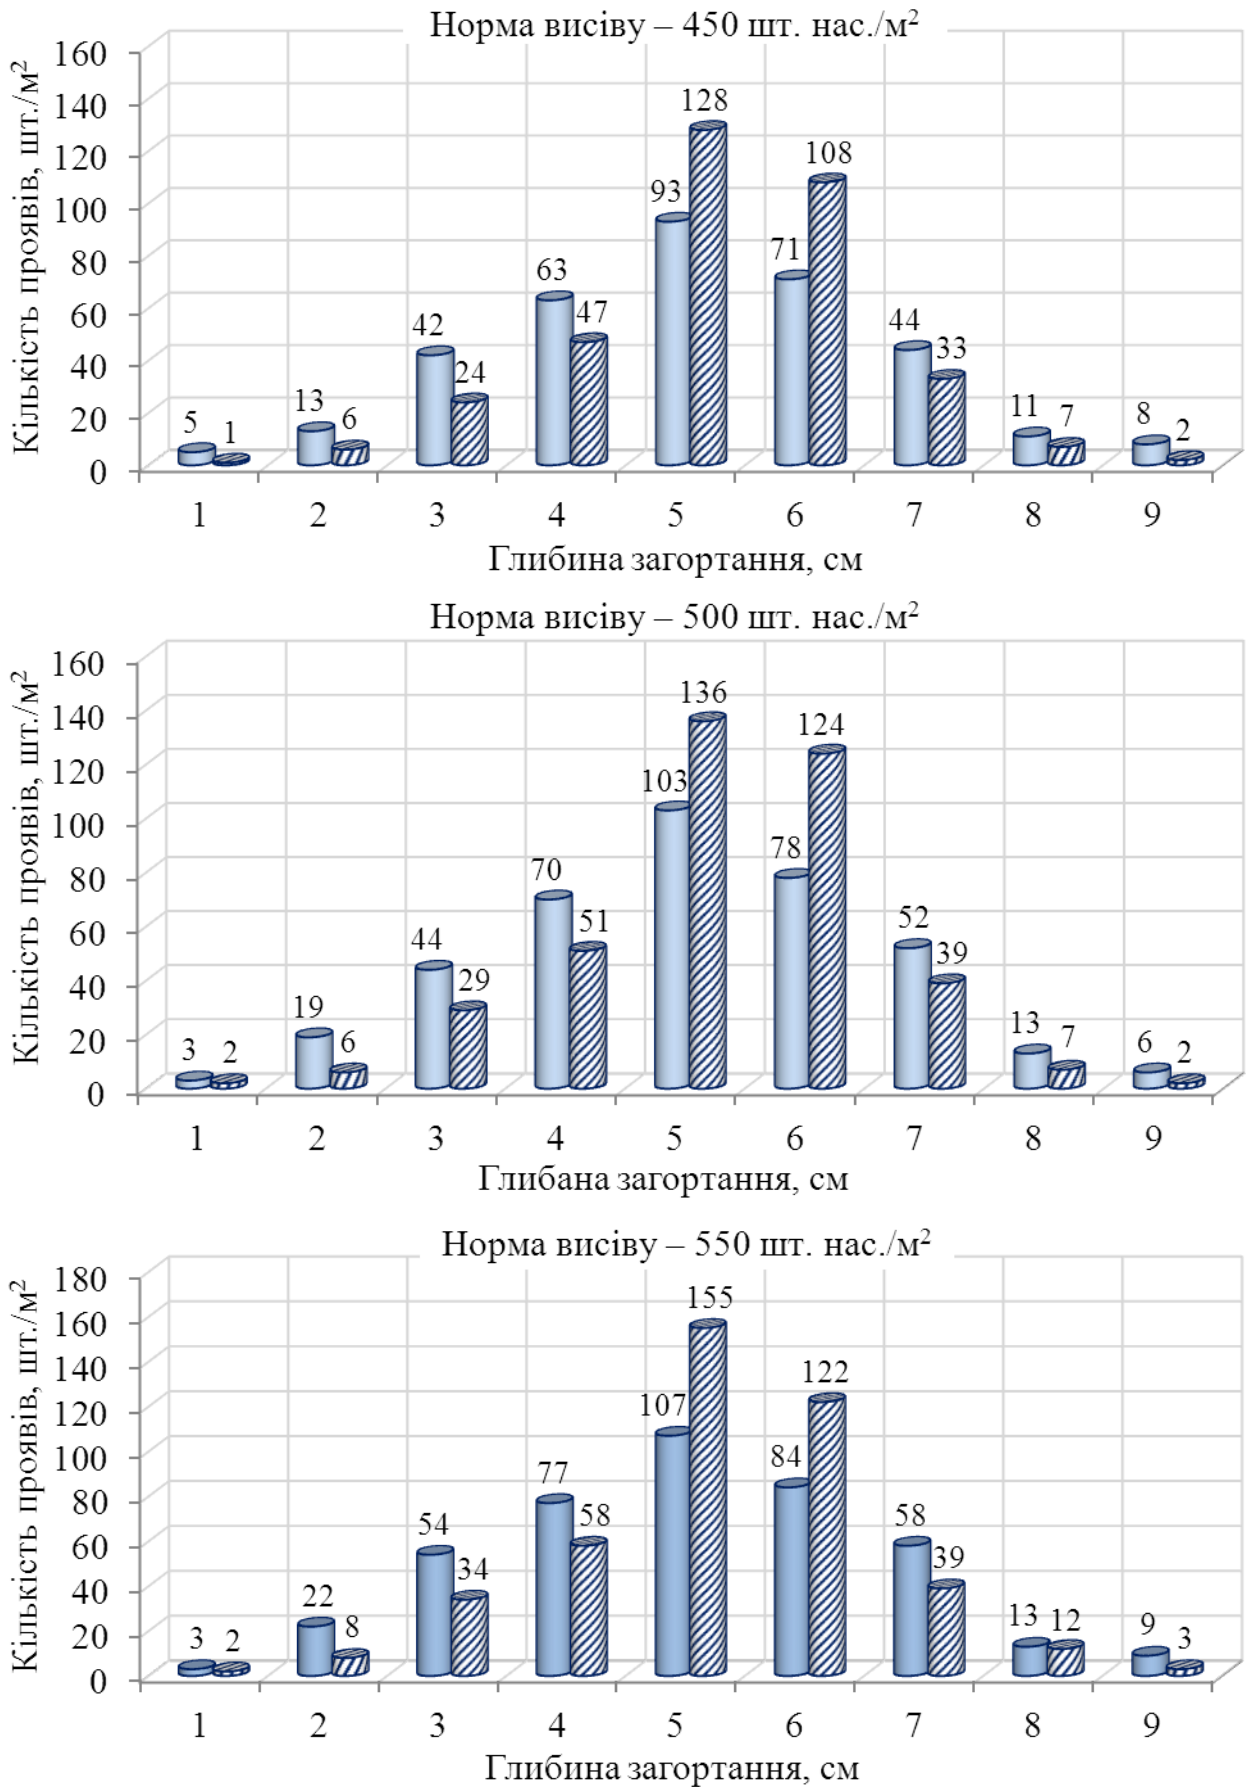 Норма висіву – 450 шт. нас./м²
Кількість проявів, шт./м²
160
140
120
100
80
60
40
20
0
5 1 13 6 42 24 63 47 93 128 71 108 44 33 11 7 8 2
1 2 3 4 5 6 7 8 9
Глибина загортання, см
Норма висіву – 500 шт. нас./м²
Кількість проявів, шт./м²
160
140
120
100
80
60
40
20
0
3 2 19 6 44 29 70 51 103 136 78 124 52 39 13 7 6 2
1 2 3 4 5 6 7 8 9
Глибана загортання, см
Норма висіву – 550 шт. нас./м²
Кількість проявів, шт./м²
180
160
140
120
100
80
60
40
20
0
3 2 22 8 54 34 77 58 107 155 84 122 58 39 13 12 9 3
1 2 3 4 5 6 7 8 9
Глибина загортання, см